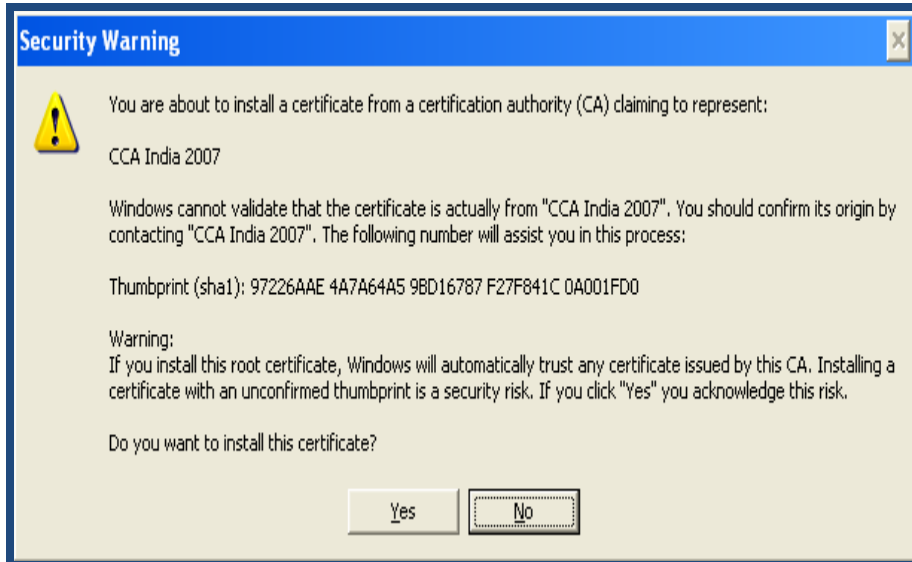 Security Warning
You are about to install a certificate from a certification authority (CA) claiming to represent:
CCA India 2007
Windows cannot validate that the certificate is actually from "CCA India 2007". You should confirm its origin by
contacting "CCA India 2007". The following number will assist you in this process:
Thumbprint (sha1): 97226AAE 4A7A64A5 9BD16787 F27F841C 0A001FD0
Warning:
If you install this root certificate, Windows will automatically trust any certificate issued by this CA. Installing a
certificate with an unconfirmed thumbprint is a security risk. If you click "Yes" you acknowledge this risk.
Do you want to install this certificate?
Yes
No